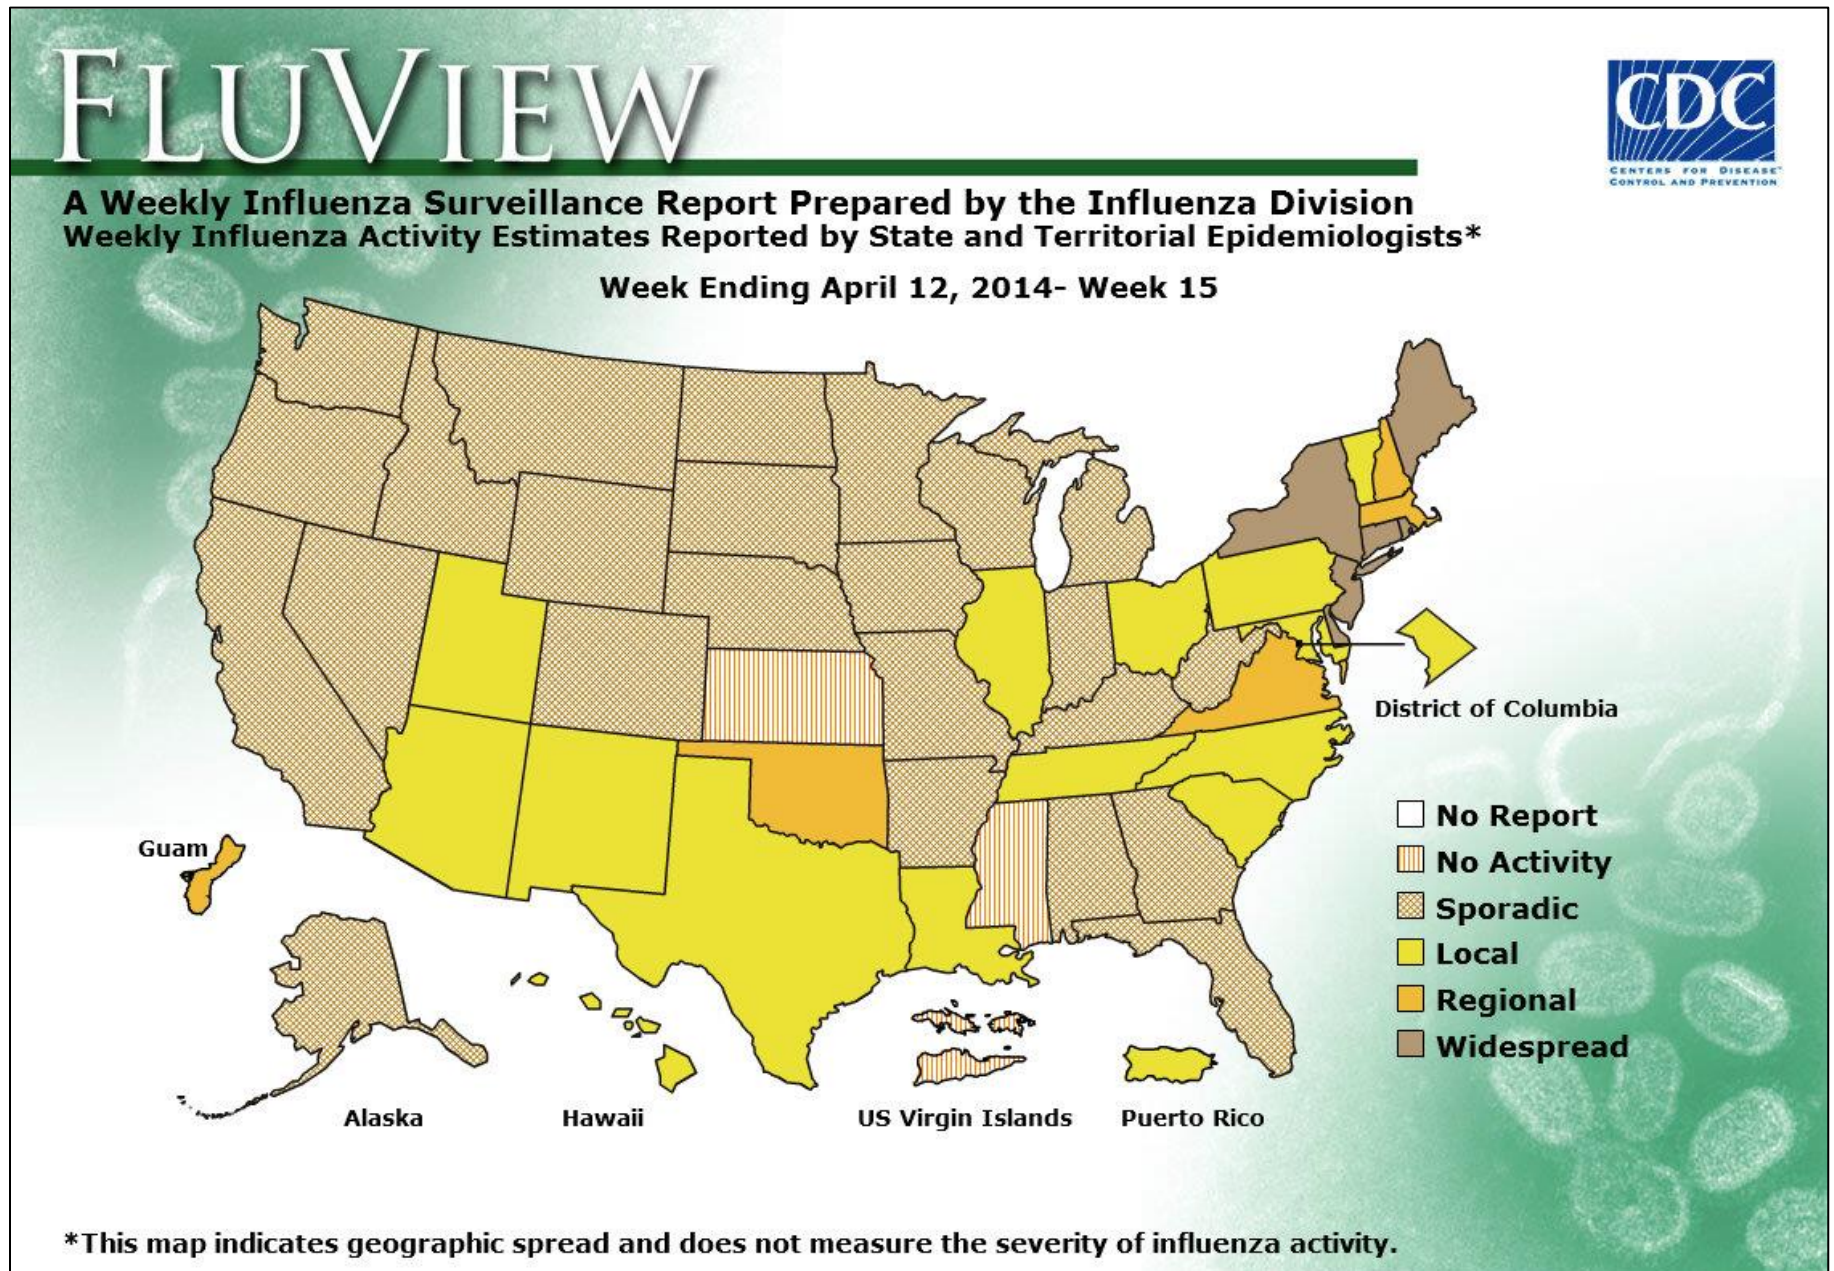 FLUVIEW
CDC
CENTERS FOR DISEASE™
CONTROL AND PREVENTION
A Weekly Influenza Surveillance Report Prepared by the Influenza Division
Weekly Influenza Activity Estimates Reported by State and Territorial Epidemiologists*
Week Ending April 12, 2014- Week 15
District of Columbia
No Report
No Activity
Sporadic
Local
Regional
Widespread
Guam
Alaska
Hawaii
US Virgin Islands
Puerto Rico
*This map indicates geographic spread and does not measure the severity of influenza activity.